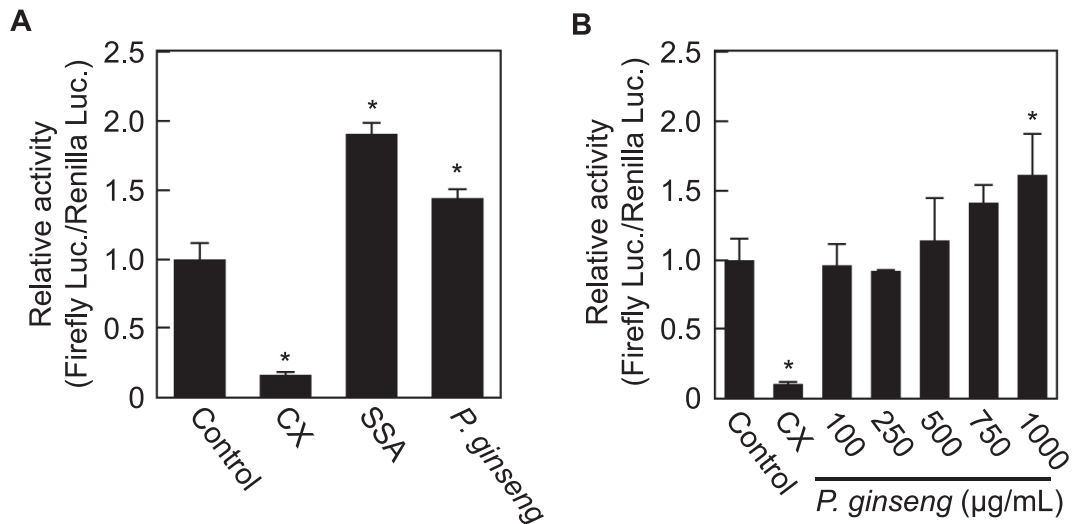 A
Relative activity
(Firefly Luc./Renilla Luc.)
2.5
2.0
1.5
1.0
0.5
0
*
*
*
Control
CX
SSA
P. ginseng
B
Relative activity
(Firefly Luc./Renilla Luc.)
2.5
2.0
1.5
1.0
0.5
0
*
*
Control
CX
100
250
500
750
1000
P. ginseng (µg/mL)